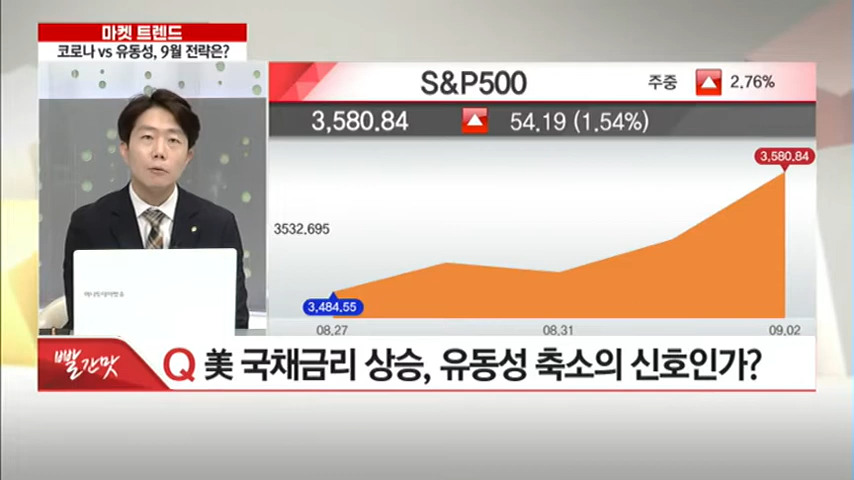 마켓 트렌드
코로나 vs 유동성, 9월 전략은?
S&P500
주중 2.76%
3,580.84 54.19 (1.54%)
3,580.84
3532.695
3,484.55
08.27 08.31 09.02
빨간맛
Q 美 국채금리 상승, 유동성 축소의 신호인가?